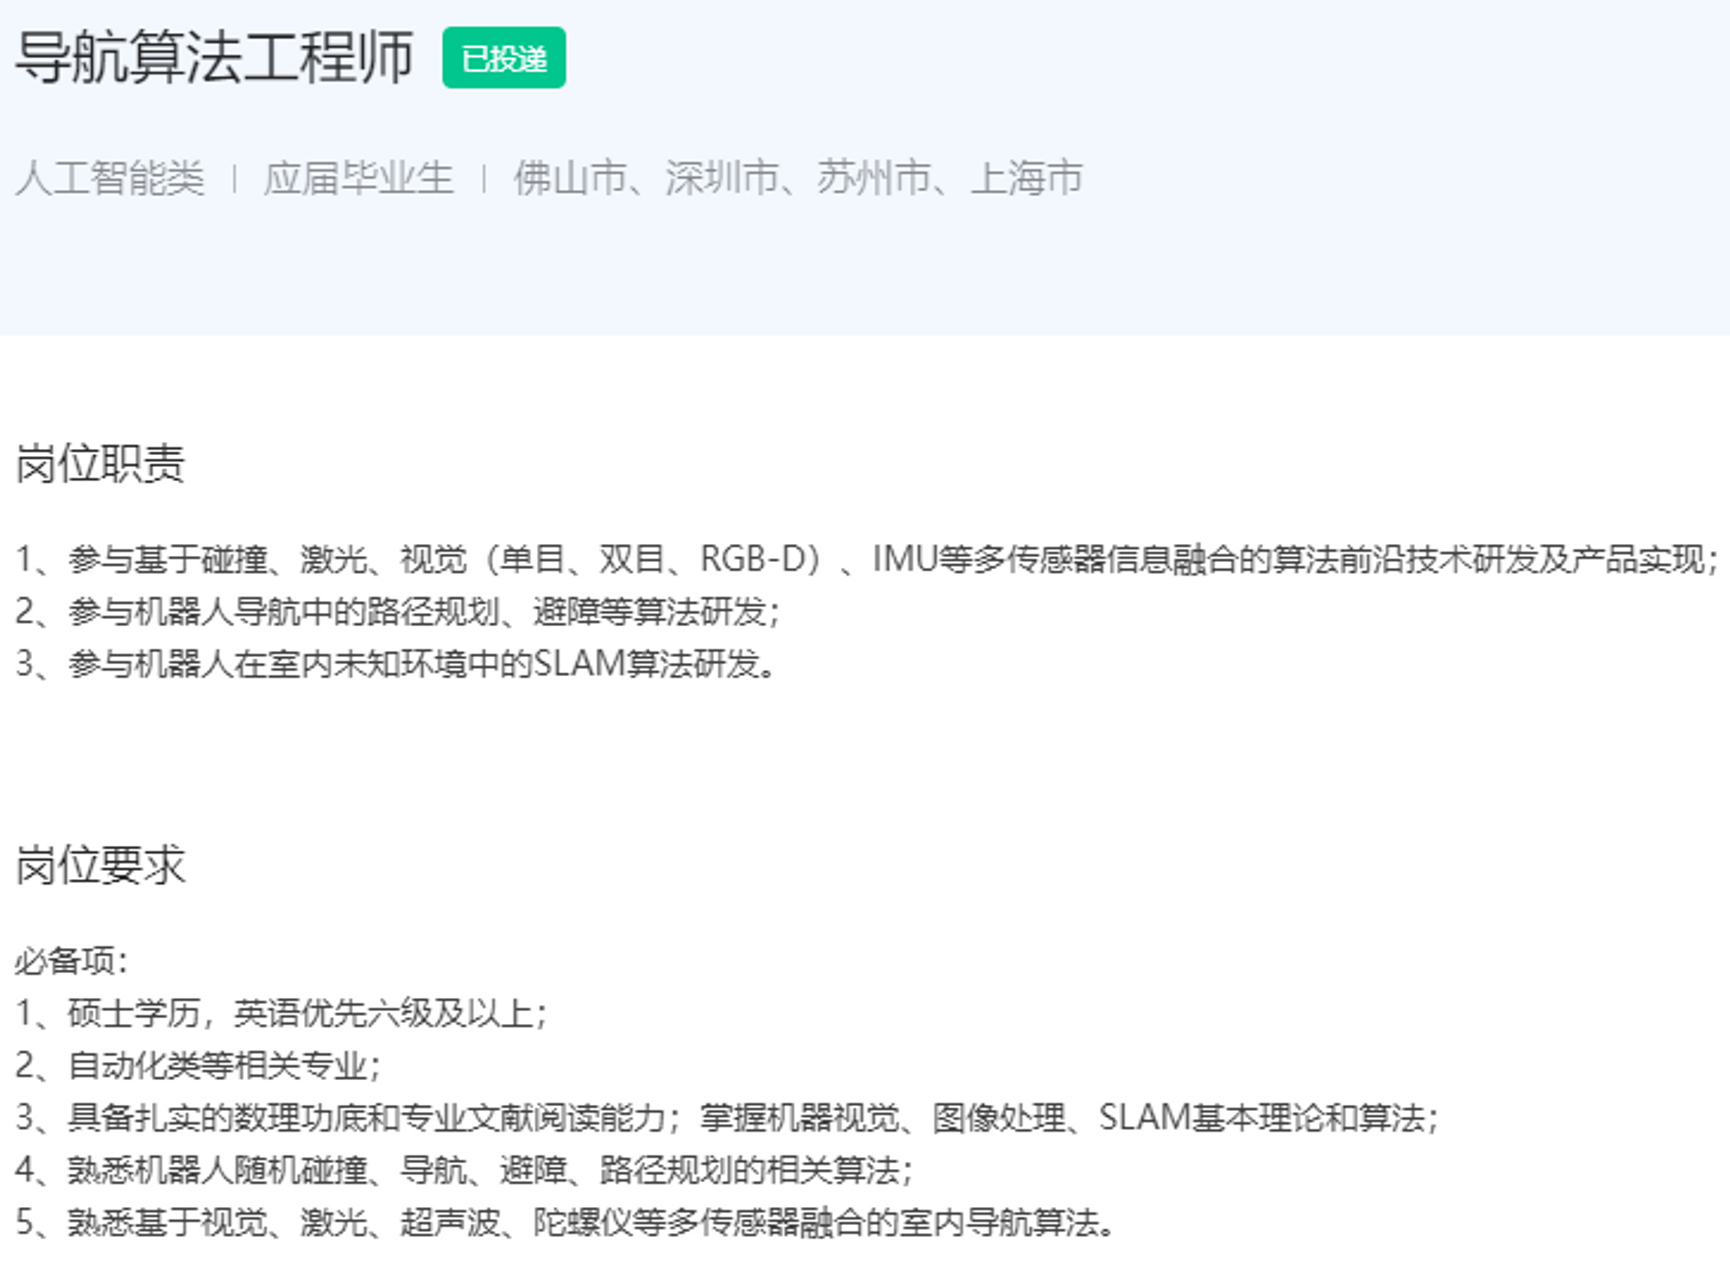 导航算法工程师 已投递
人工智能类 | 应届毕业生 | 佛山市、深圳市、苏州市、上海市
岗位职责
1、参与基于碰撞、激光、视觉（单目、双目、RGB-D）、IMU等多传感器信息融合的算法前沿技术研发及产品实现；
2、参与机器人导航中的路径规划、避障等算法研发；
3、参与机器人在室内未知环境中的SLAM算法研发。
岗位要求
必备项：
1、硕士学历，英语优先六级及以上；
2、自动化类等相关专业；
3、具备扎实的数理功底和专业文献阅读能力；掌握机器视觉、图像处理、SLAM基本理论和算法；
4、熟悉机器人随机碰撞、导航、避障、路径规划的相关算法；
5、熟悉基于视觉、激光、超声波、陀螺仪等多传感器融合的室内导航算法。